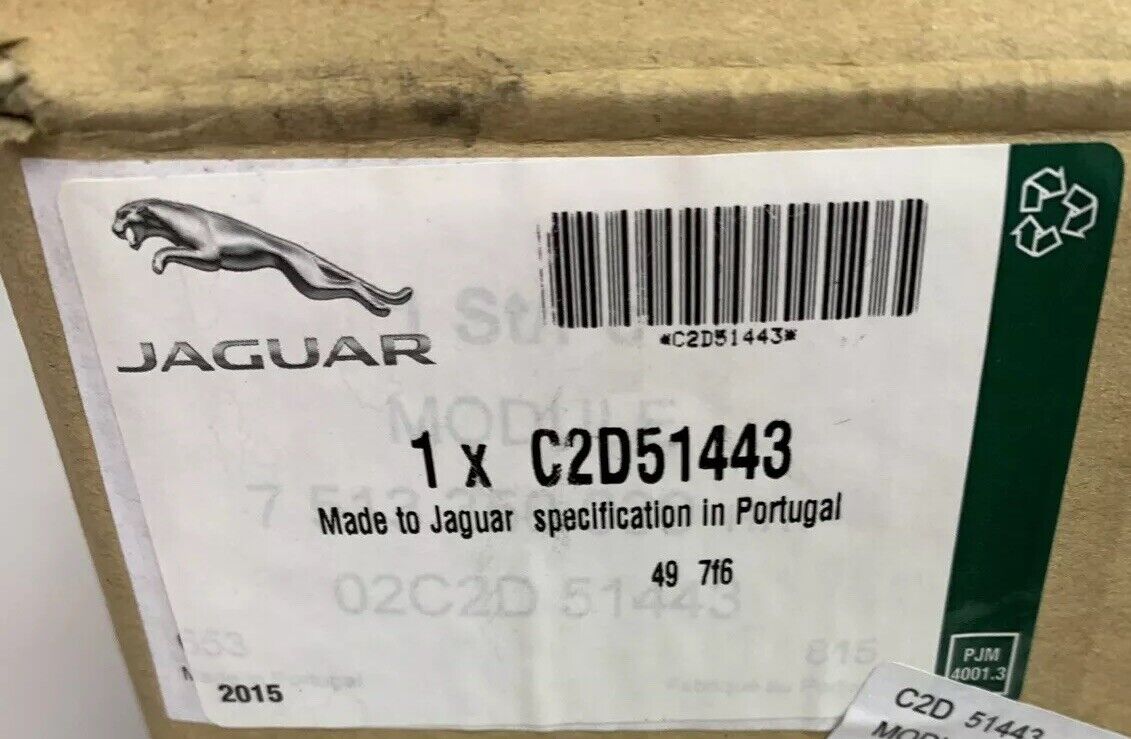 JAGUAR
*C2D51443*
1 x C2D51443
Made to Jaguar specification in Portugal
49 7f6
2015
MODULE
02C2D 51443
815
PJM
4001.3
C2D 51443